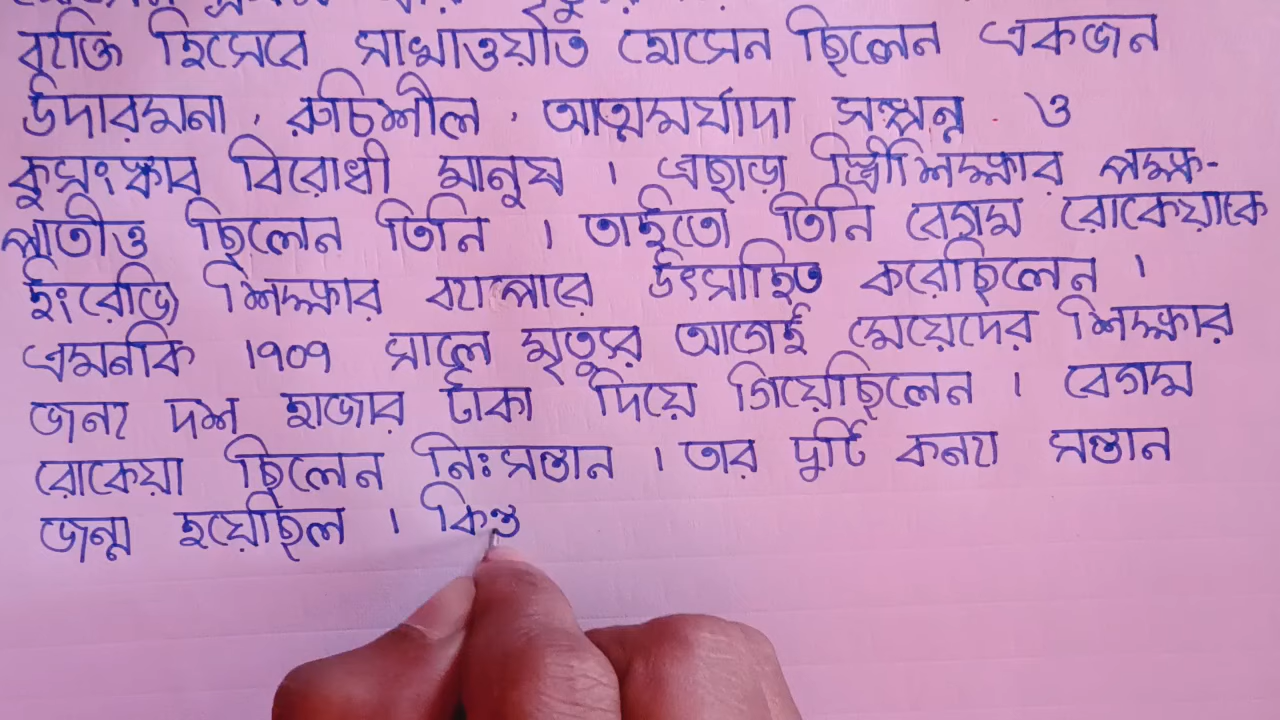 ব্যক্তি হিসেবে সাখাওয়াত হোসেন ছিলেন একজন
উদারমনা, রুচিশীল, আত্মমর্যাদা সম্পন্ন ও
কুসংস্কার বিরোধী মানুষ । এছাড়া স্ত্রীশিক্ষার পক্ষ-
পাতীও ছিলেন তিনি । তাইতো তিনি বেগম রোকেয়াকে
ইংরেজি শিক্ষার ব্যাপারে উৎসাহিত করেছিলেন ।
এমনকি ১৯০৯ সালে মৃত্যুর আগেই মেয়েদের শিক্ষার
জন্য দশ হাজার টাকা দিয়ে গিয়েছিলেন । বেগম
রোকেয়া ছিলেন নিঃসন্তান । তার দুটি কন্যা সন্তান
জন্ম হয়েছিল । কিন্তু